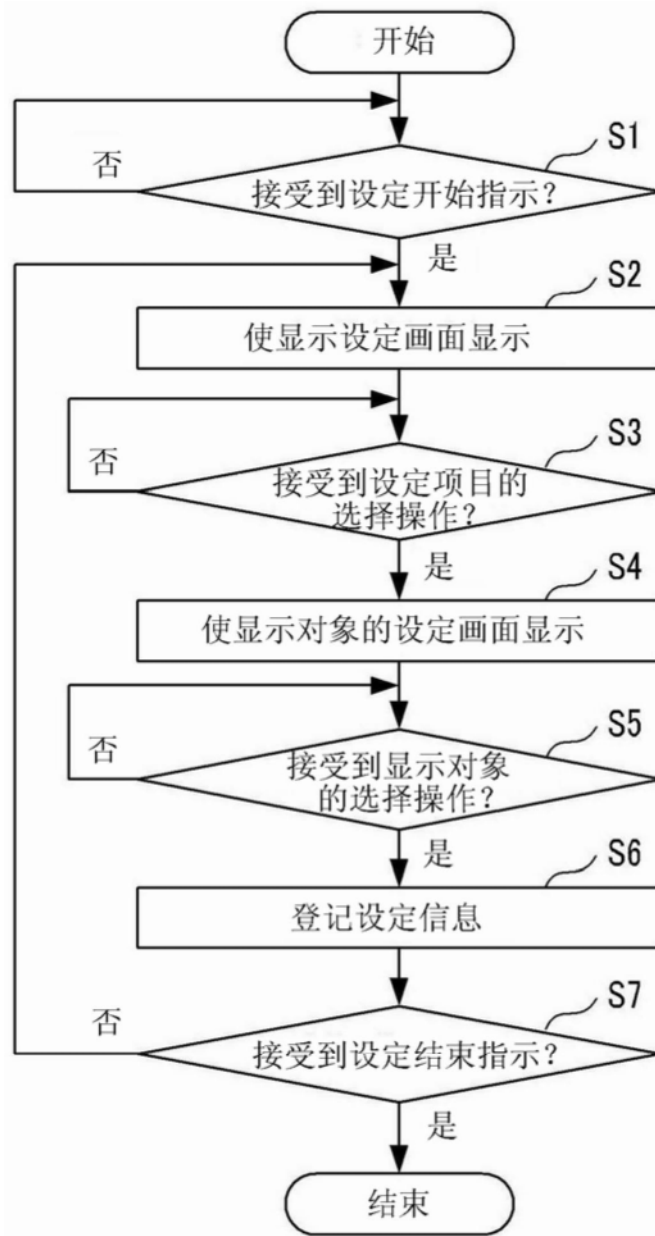 开始
S1
否
接受到设定开始指示？
是
S2
使显示设定画面显示
S3
否
接受到设定项目的
选择操作？
是
S4
使显示对象的设定画面显示
S5
否
接受到显示对象
的选择操作？
是
S6
登记设定信息
S7
否
接受到设定结束指示？
是
结束